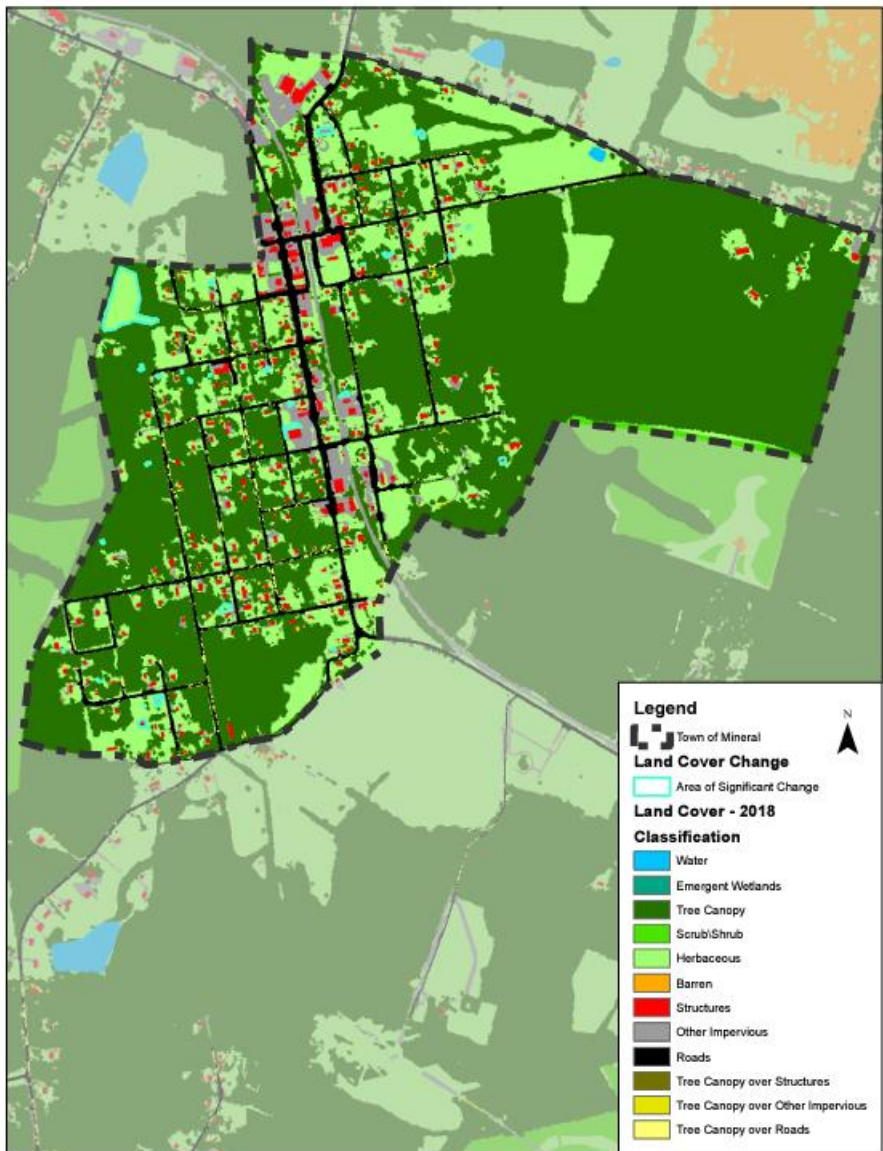 Legend
N
Town of Mineral
Land Cover Change
Area of Significant Change
Land Cover - 2018
Classification
Water
Emergent Wetlands
Tree Canopy
Scrub\Shrub
Herbaceous
Barren
Structures
Other Impervious
Roads
Tree Canopy over Structures
Tree Canopy over Other Impervious
Tree Canopy over Roads